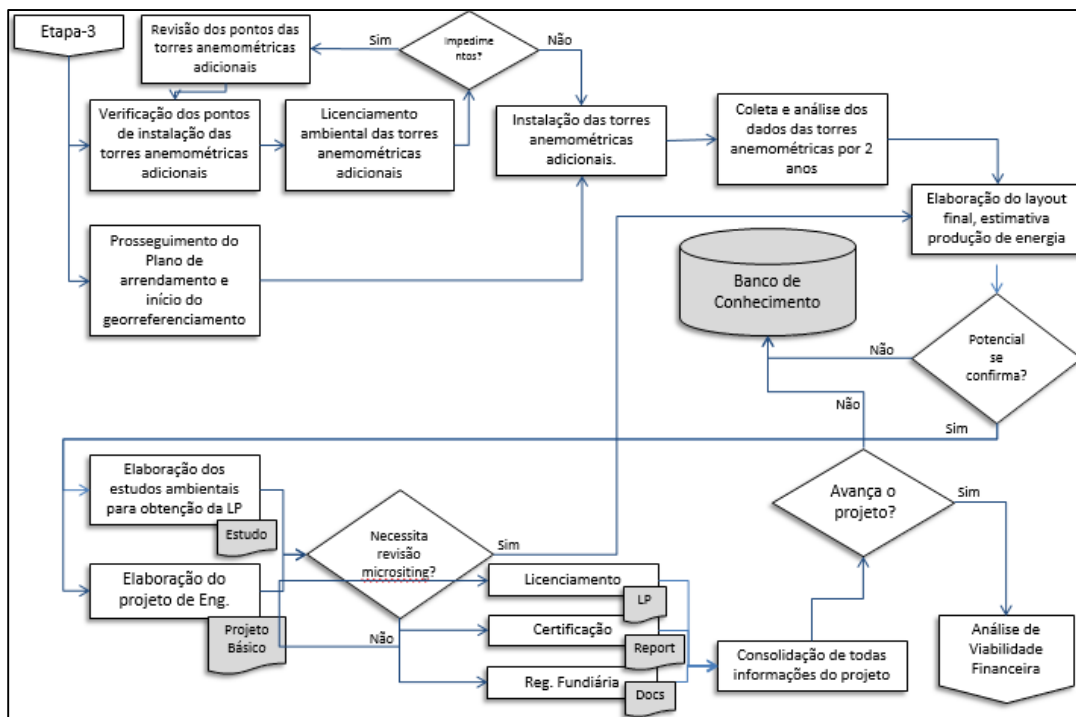 Etapa-3
Revisão dos pontos das
torres anemométricas
adicionais
Sim
Impedime
ntos?
Não
Verificação dos pontos
de instalação das
torres anemométricas
adicionais
Licenciamento
ambiental das torres
anemométricas
adicionais
Instalação das torres
anemométricas
adicionais.
Coleta e análise dos
dados das torres
anemométricas por 2
anos
Elaboração do layout
final, estimativa
produção de energia
Prosseguimento do
Plano de
arrendamento e
início do
georreferenciamento
Banco de
Conhecimento
Não
Potencial
se
confirma?
Não
Sim
Elaboração dos
estudos ambientais
para obtenção da LP
Estudo
Elaboração do
projeto de Eng.
Projeto
Básico
Necessita
revisão
micrositing?
Sim
Não
Licenciamento
LP
Certificação
Report
Reg. Fundiária
Docs
Consolidação de todas
informações do projeto
Avança o
projeto?
Sim
Análise de
Viabilidade
Financeira